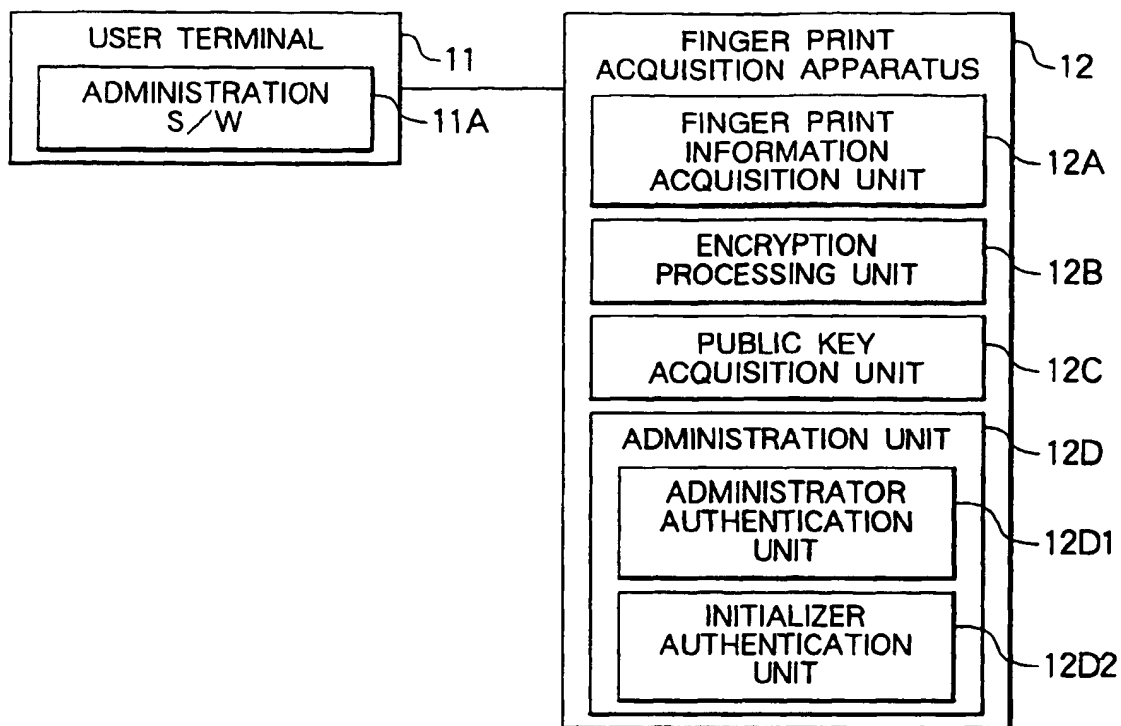 USER TERMINAL
11
ADMINISTRATION
S/W
11A
FINGER PRINT
ACQUISITION APPARATUS
12
FINGER PRINT
INFORMATION
ACQUISITION UNIT
12A
ENCRYPTION
PROCESSING UNIT
12B
PUBLIC KEY
ACQUISITION UNIT
12C
ADMINISTRATION UNIT
12D
ADMINISTRATOR
AUTHENTICATION
UNIT
12D1
INITIALIZER
AUTHENTICATION
UNIT
12D2